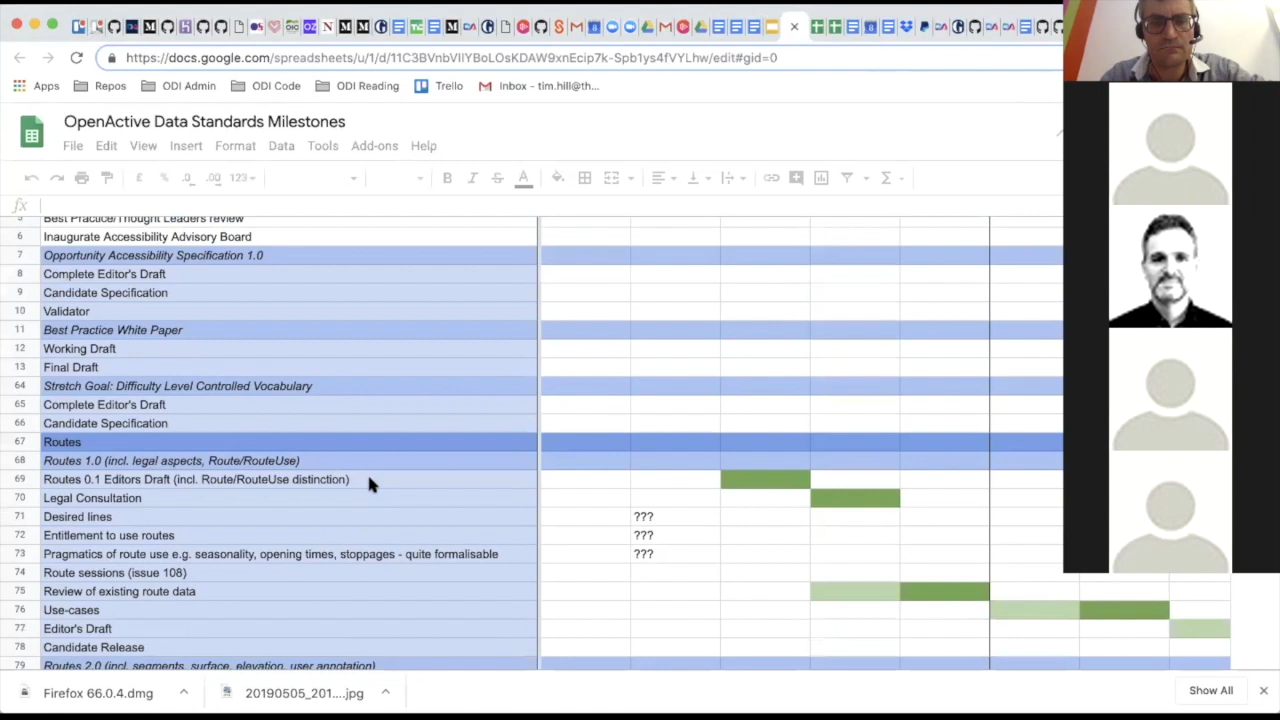 https://docs.google.com/spreadsheets/u/1/d/11C3BVnbVIIYBoLOsKDAW9xnEcip7k-Spb1ys4fVYLhw/edit#gid=0
Apps Repos ODI Admin ODI Code ODI Reading Trello Inbox - tim.hill@th...
OpenActive Data Standards Milestones
File Edit View Insert Format Data Tools Add-ons Help
£ % .0 .00 123 B I S A Σ
fx
5 Best Practice/Thought Leaders review
6 Inaugurate Accessibility Advisory Board
7 Opportunity Accessibility Specification 1.0
8 Complete Editor's Draft
9 Candidate Specification
10 Validator
11 Best Practice White Paper
12 Working Draft
13 Final Draft
64 Stretch Goal: Difficulty Level Controlled Vocabulary
65 Complete Editor's Draft
66 Candidate Specification
67 Routes
68 Routes 1.0 (incl. legal aspects, Route/RouteUse)
69 Routes 0.1 Editors Draft (incl. Route/RouteUse distinction)
70 Legal Consultation
71 Desired lines ???
72 Entitlement to use routes ???
73 Pragmatics of route use e.g. seasonality, opening times, stoppages - quite formalisable ???
74 Route sessions (issue 108)
75 Review of existing route data
76 Use-cases
77 Editor's Draft
78 Candidate Release
79 Routes 2.0 (incl. segments, surface, elevation, user annotation)
Firefox 66.0.4.dmg 20190505_201....jpg Show All